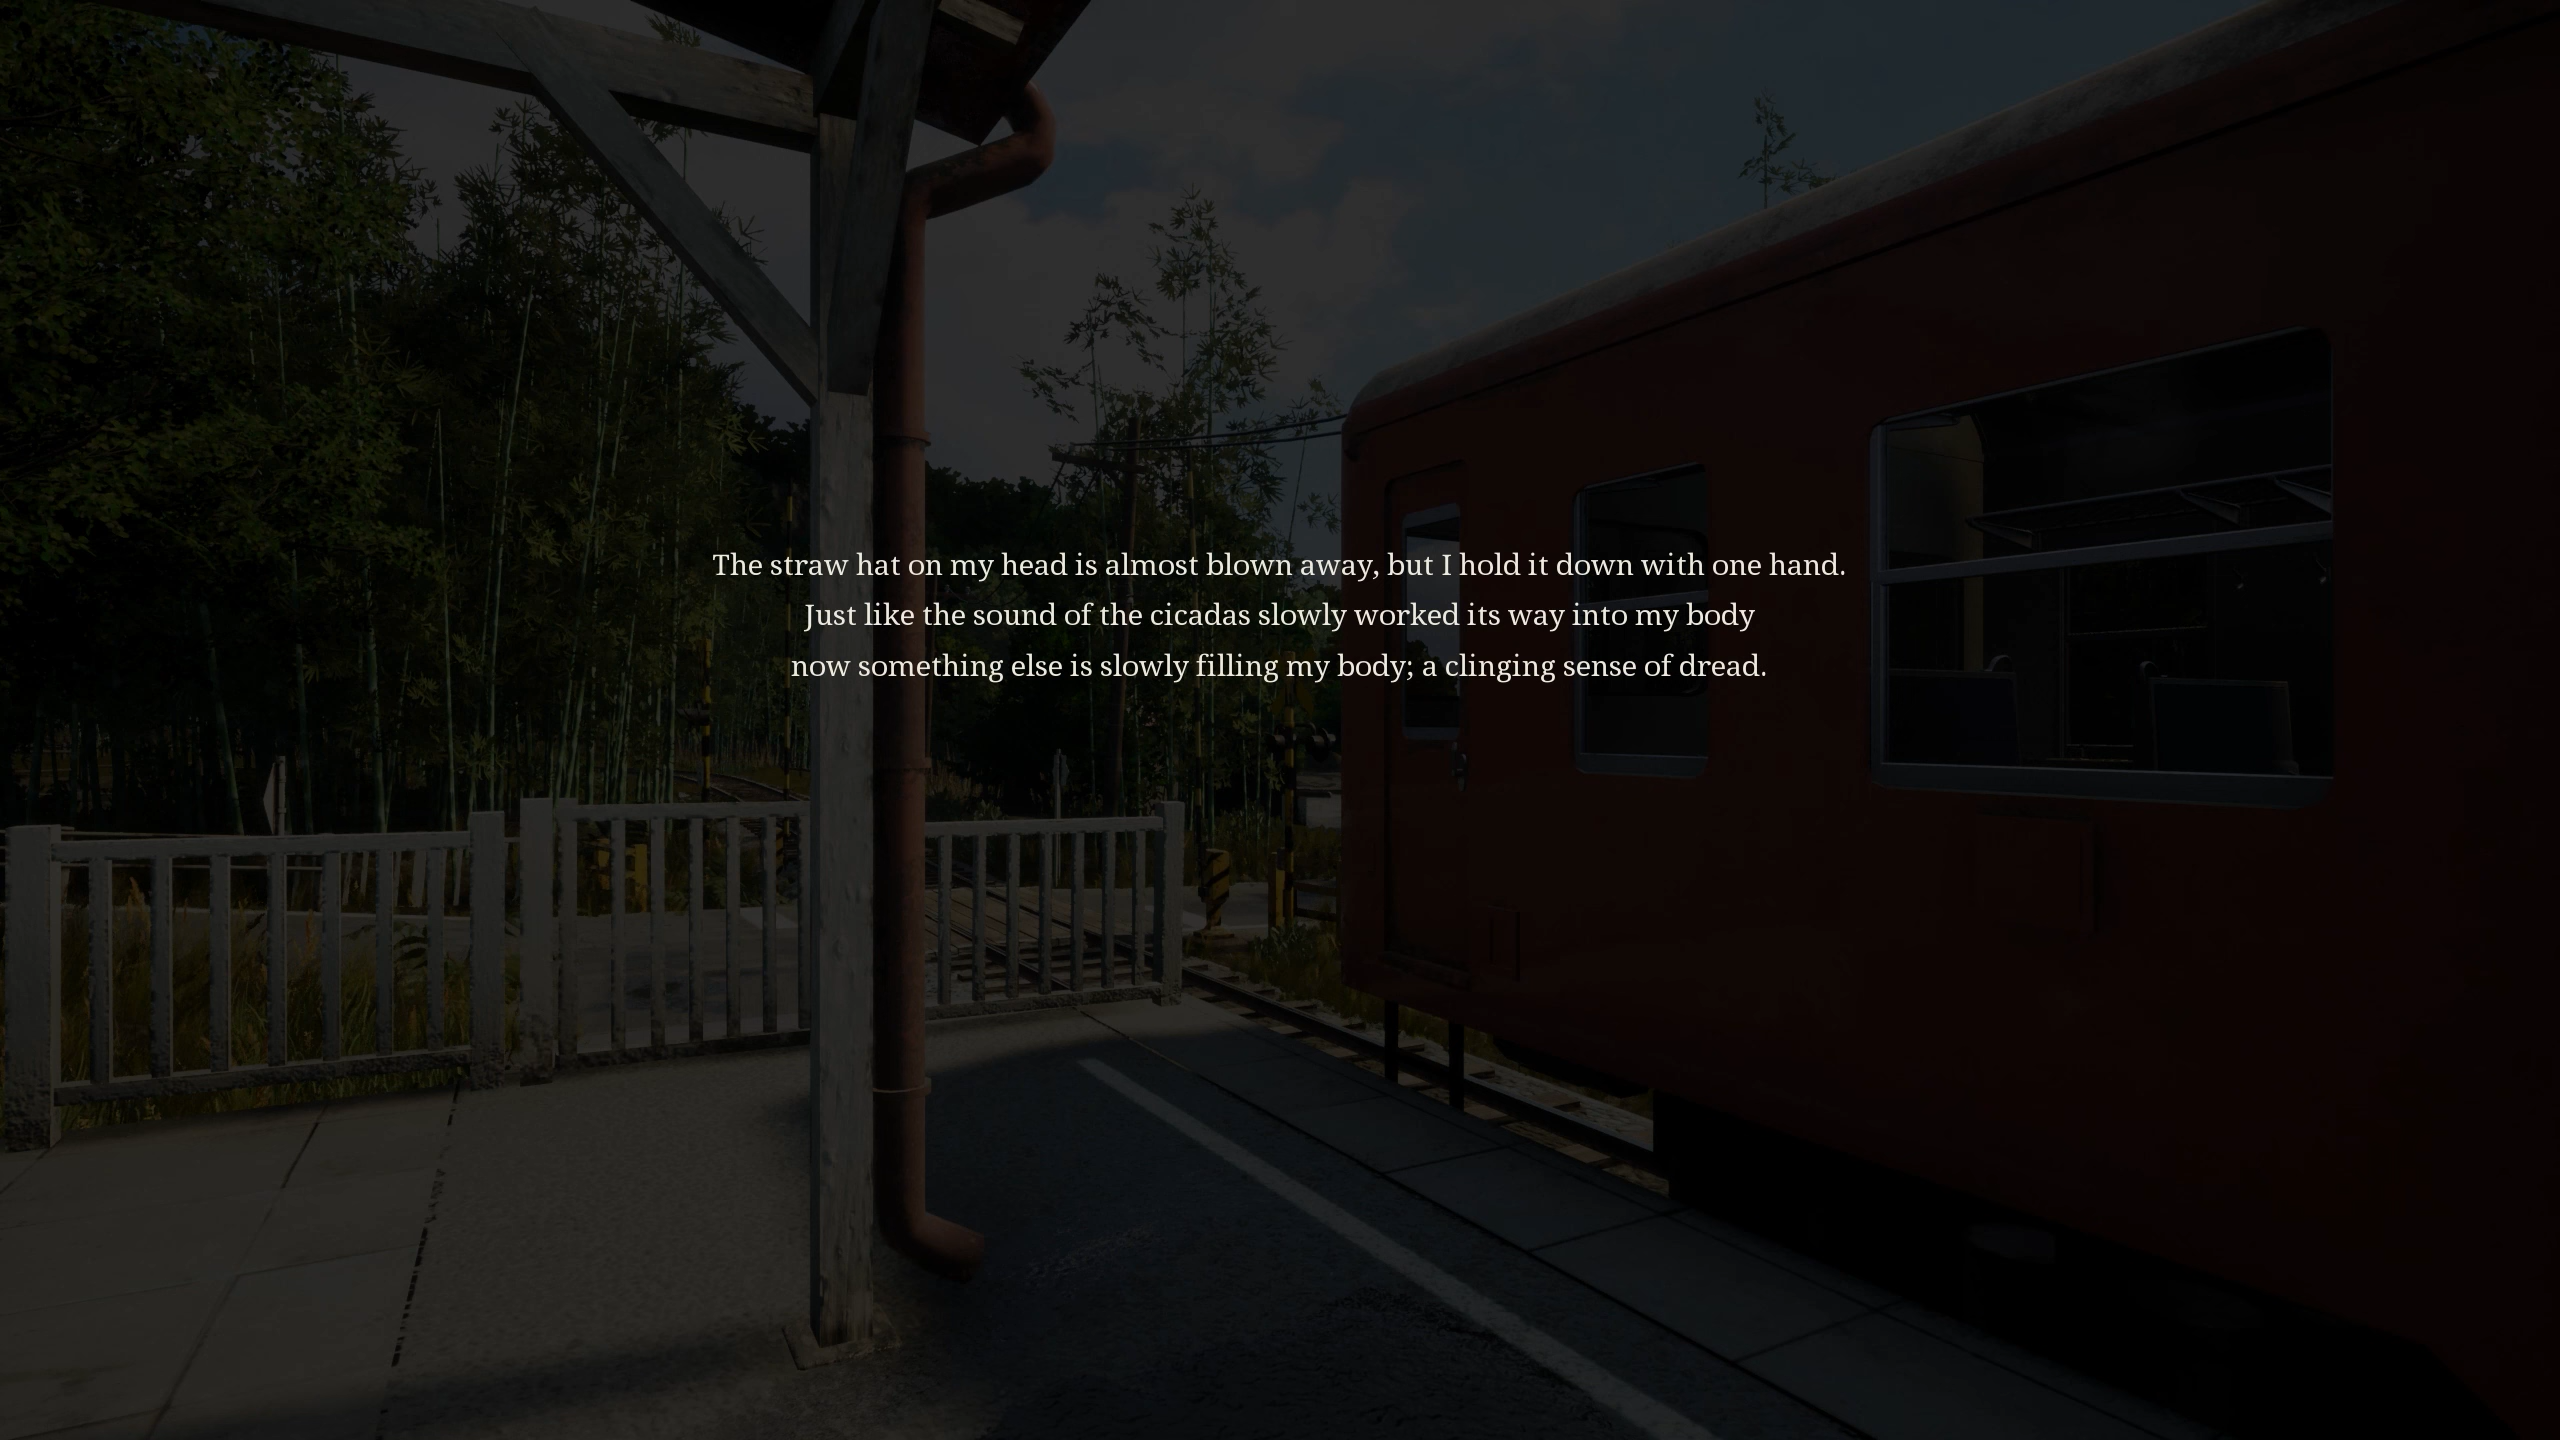 The straw hat on my head is almost blown away, but I hold it down with one hand.
Just like the sound of the cicadas slowly worked its way into my body
now something else is slowly filling my body; a clinging sense of dread.